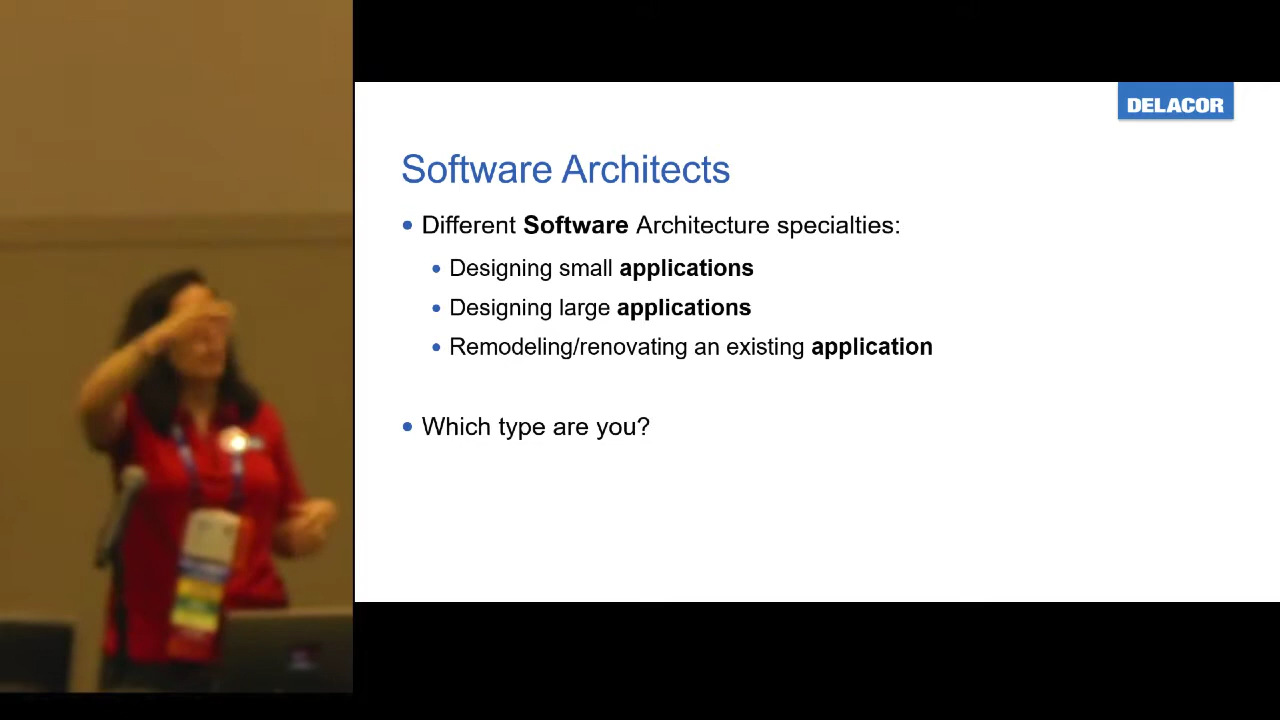 DELACOR
Software Architects
Different Software Architecture specialties:
Designing small applications
Designing large applications
Remodeling/renovating an existing application
Which type are you?